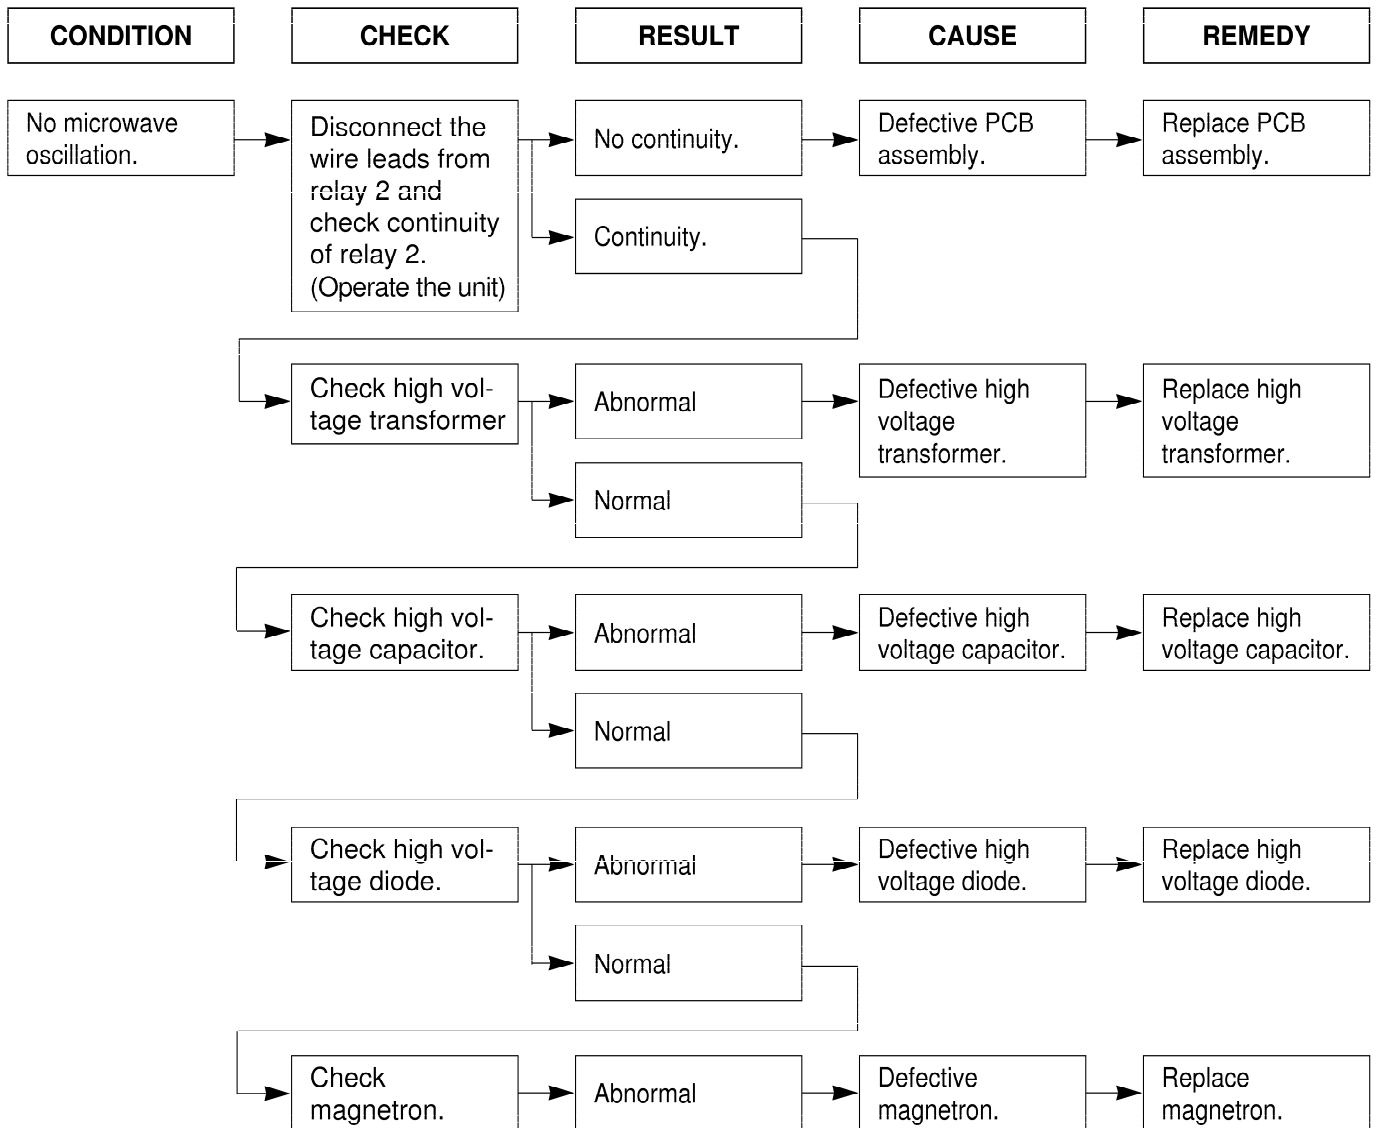 CONDITION
CHECK
RESULT
CAUSE
REMEDY
No microwave
oscillation.
Disconnect the
wire leads from
relay 2 and
check continuity
of relay 2.
(Operate the unit)
No continuity.
Defective PCB
assembly.
Replace PCB
assembly.
Continuity.
Check high vol-
tage transformer
Abnormal
Defective high
voltage
transformer.
Replace high
voltage
transformer.
Normal
Check high vol-
tage capacitor.
Abnormal
Defective high
voltage capacitor.
Replace high
voltage capacitor.
Normal
Check high vol-
tage diode.
Abnormal
Defective high
voltage diode.
Replace high
voltage diode.
Normal
Check
magnetron.
Abnormal
Defective
magnetron.
Replace
magnetron.